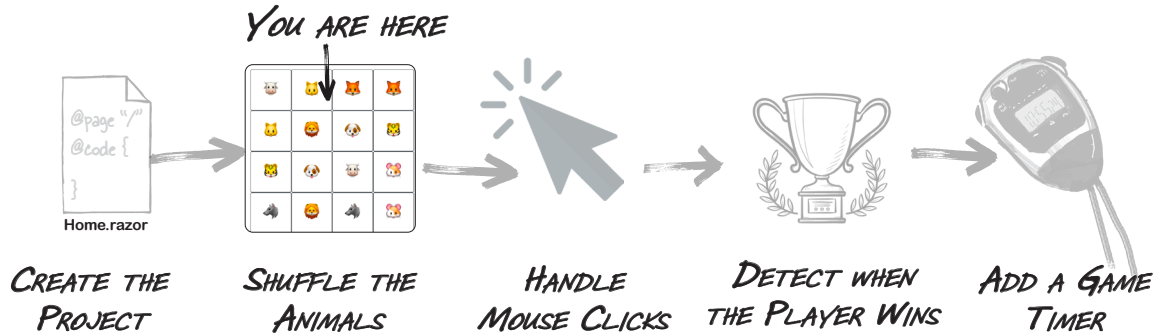 YOU ARE HERE
@page "/"
@code {
}
Home.razor
CREATE THE
PROJECT
SHUFFLE THE
ANIMALS
HANDLE
MOUSE CLICKS
DETECT WHEN
THE PLAYER WINS
ADD A GAME
TIMER